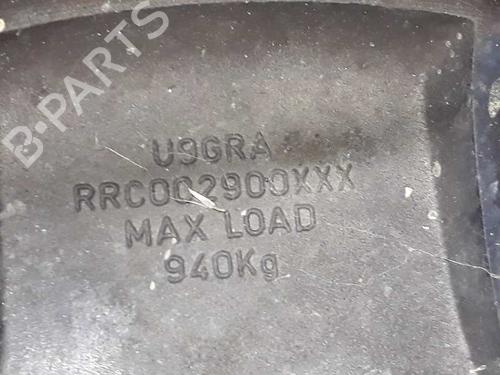 B-PARTS
U9GRA
RRC002900XXX
MAX LOAD
940Kg